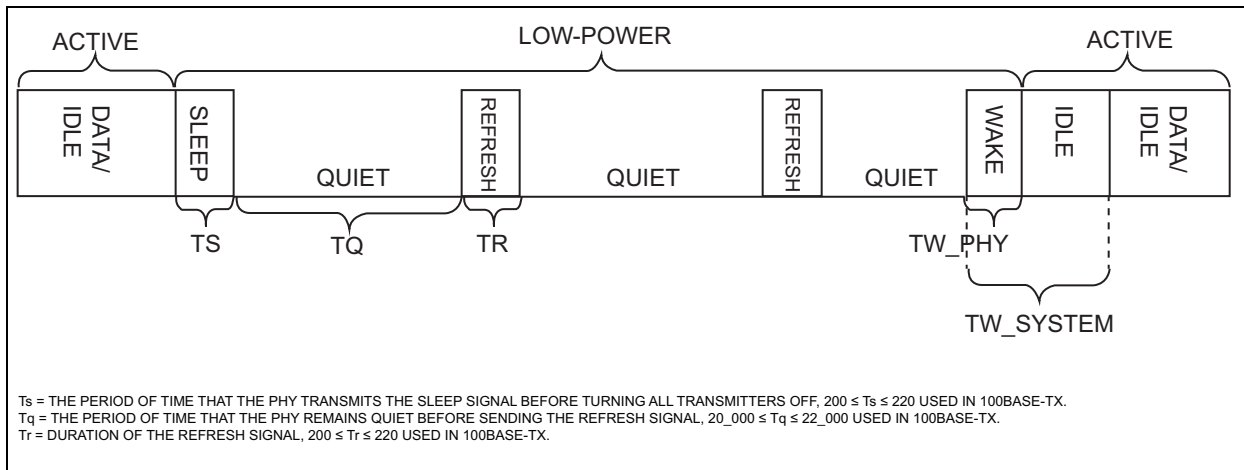 ACTIVE
LOW-POWER
ACTIVE
DATA/
IDLE
SLEEP
QUIET
REFRESH
QUIET
REFRESH
QUIET
WAKE
IDLE
DATA/
IDLE
TS
TQ
TR
TW_PHY
TW_SYSTEM
Ts = THE PERIOD OF TIME THAT THE PHY TRANSMITS THE SLEEP SIGNAL BEFORE TURNING ALL TRANSMITTERS OFF, 200 ≤ Ts ≤ 220 USED IN 100BASE-TX.
Tq = THE PERIOD OF TIME THAT THE PHY REMAINS QUIET BEFORE SENDING THE REFRESH SIGNAL, 20_000 ≤ Tq ≤ 22_000 USED IN 100BASE-TX.
Tr = DURATION OF THE REFRESH SIGNAL, 200 ≤ Tr ≤ 220 USED IN 100BASE-TX.